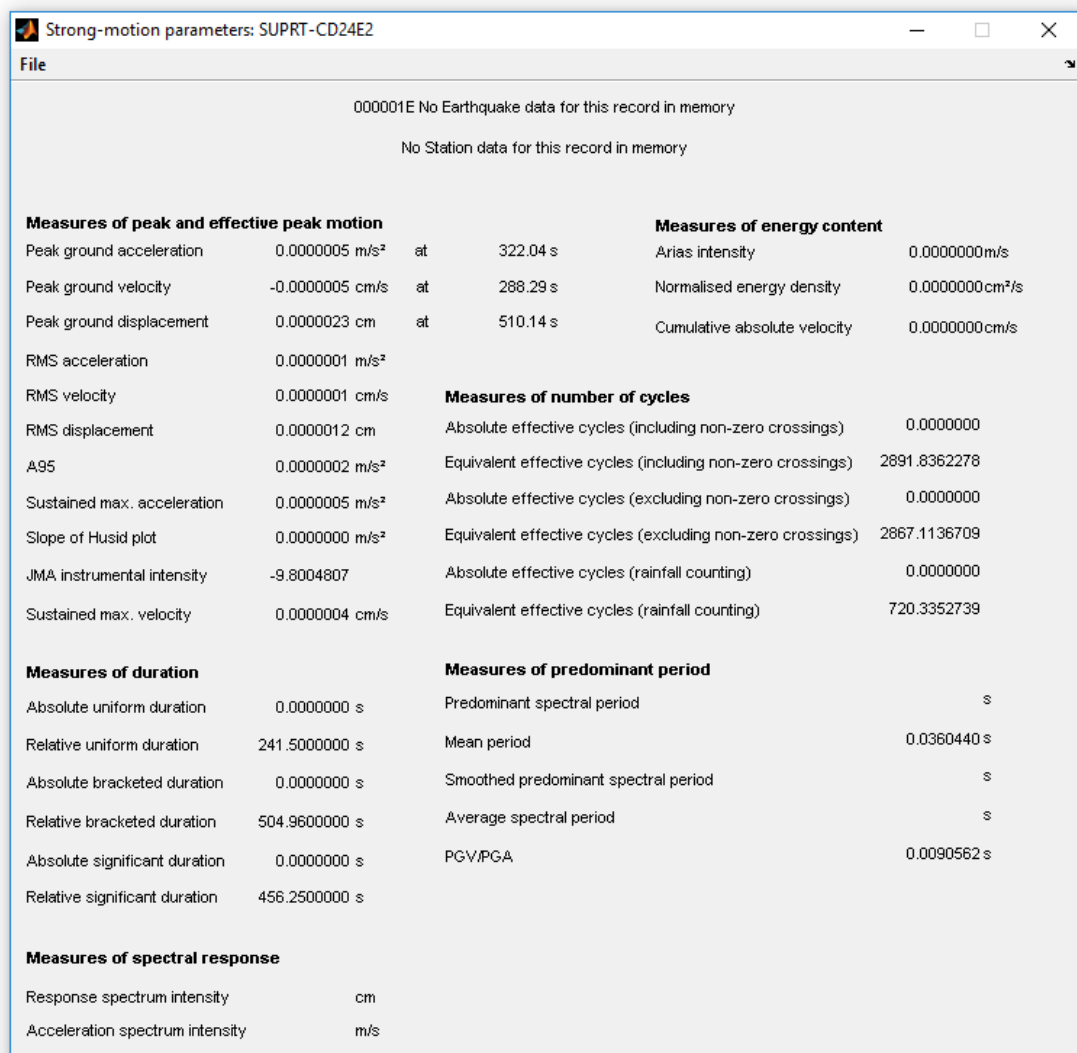 Strong-motion parameters: SUPRT-CD24E2
File
000001E No Earthquake data for this record in memory
No Station data for this record in memory
Measures of peak and effective peak motion
Peak ground acceleration 0.0000005 m/s² at 322.04 s
Peak ground velocity -0.0000005 cm/s at 288.29 s
Peak ground displacement 0.0000023 cm at 510.14 s
RMS acceleration 0.0000001 m/s²
RMS velocity 0.0000001 cm/s
RMS displacement 0.0000012 cm
A95 0.0000002 m/s²
Sustained max. acceleration 0.0000005 m/s²
Slope of Husid plot 0.0000000 m/s²
JMA instrumental intensity -9.8004807
Sustained max. velocity 0.0000004 cm/s
Measures of energy content
Arias intensity 0.0000000 m/s
Normalised energy density 0.0000000 cm²/s
Cumulative absolute velocity 0.0000000 cm/s
Measures of number of cycles
Absolute effective cycles (including non-zero crossings) 0.0000000
Equivalent effective cycles (including non-zero crossings) 2891.8362278
Absolute effective cycles (excluding non-zero crossings) 0.0000000
Equivalent effective cycles (excluding non-zero crossings) 2867.1136709
Absolute effective cycles (rainfall counting) 0.0000000
Equivalent effective cycles (rainfall counting) 720.3352739
Measures of duration
Absolute uniform duration 0.0000000 s
Relative uniform duration 241.5000000 s
Absolute bracketed duration 0.0000000 s
Relative bracketed duration 504.9600000 s
Absolute significant duration 0.0000000 s
Relative significant duration 456.2500000 s
Measures of predominant period
Predominant spectral period s
Mean period 0.0360440 s
Smoothed predominant spectral period s
Average spectral period s
PGV/PGA 0.0090562 s
Measures of spectral response
Response spectrum intensity cm
Acceleration spectrum intensity m/s